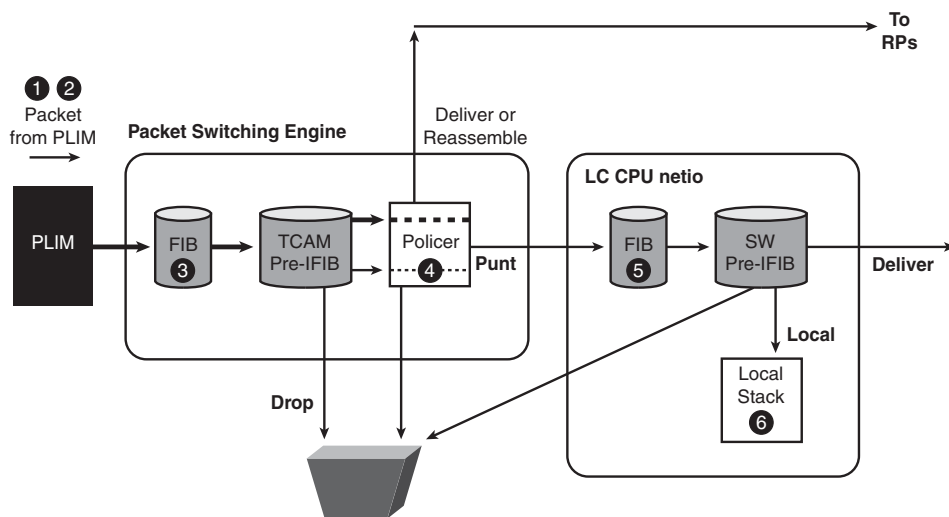 To
RPs
1 2
Packet
from PLIM
Packet Switching Engine
Deliver or
Reassemble
LC CPU netio
PLIM
FIB
3
TCAM
Pre-IFIB
Policer
4
Punt
FIB
5
SW
Pre-IFIB
Deliver
Local
Drop
Local
Stack
6